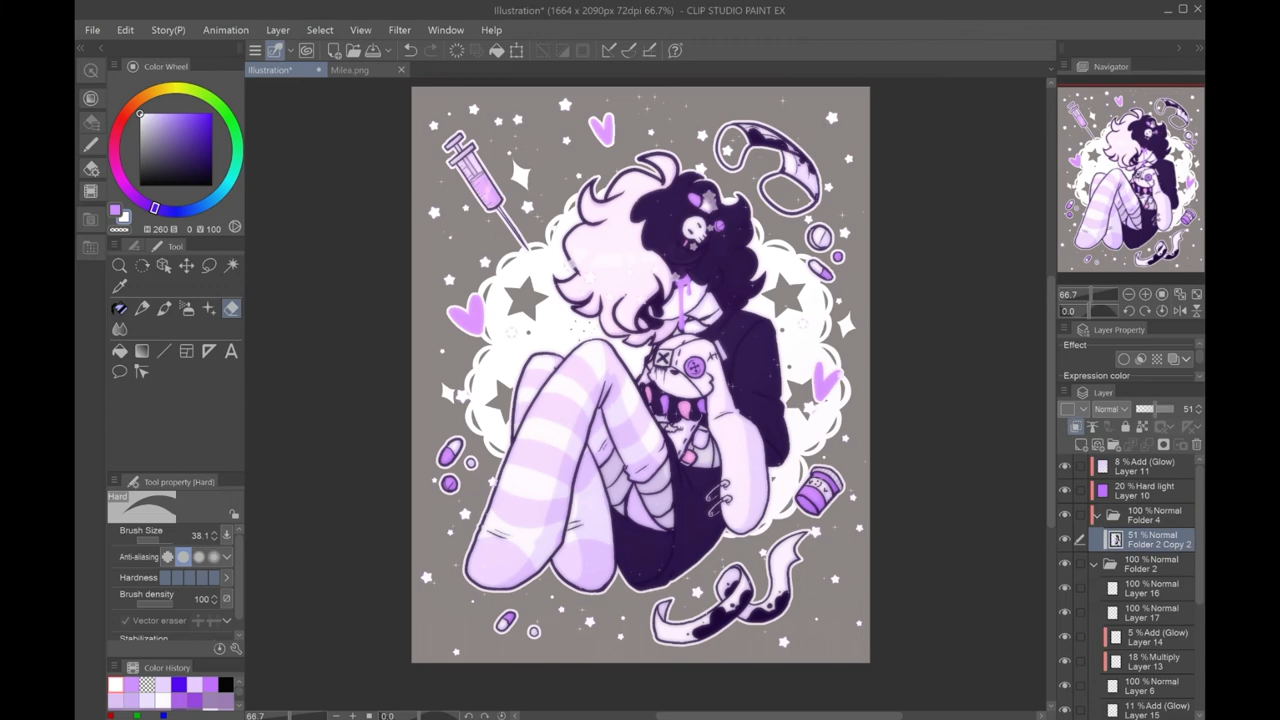 Illustration* (1664 x 2090px 72dpi 66.7%) - CLIP STUDIO PAINT EX
File Edit Story(P) Animation Layer Select View Filter Window Help
Color Wheel
Illustration* Milea.png
Navigator
H 260 S 0 V 100
Tool
66.7
0.0
Layer Property
Effect
Expression color
Layer
Normal 51
8 %Add (Glow)
Layer 11
20 %Hard light
Layer 10
100 %Normal
Folder 4
51 %Normal
Folder 2 Copy 2
100 %Normal
Folder 2
100 %Normal
Layer 16
100 %Normal
Layer 17
5 %Add (Glow)
Layer 14
18 %Multiply
Layer 13
100 %Normal
Layer 6
11 %Add (Glow)
Layer 15
Tool property (Hard)
Hard
Brush Size 38.1
Anti-aliasing
Hardness
Brush density 100
Vector eraser
Stabilization
Color History
66.7 0.0